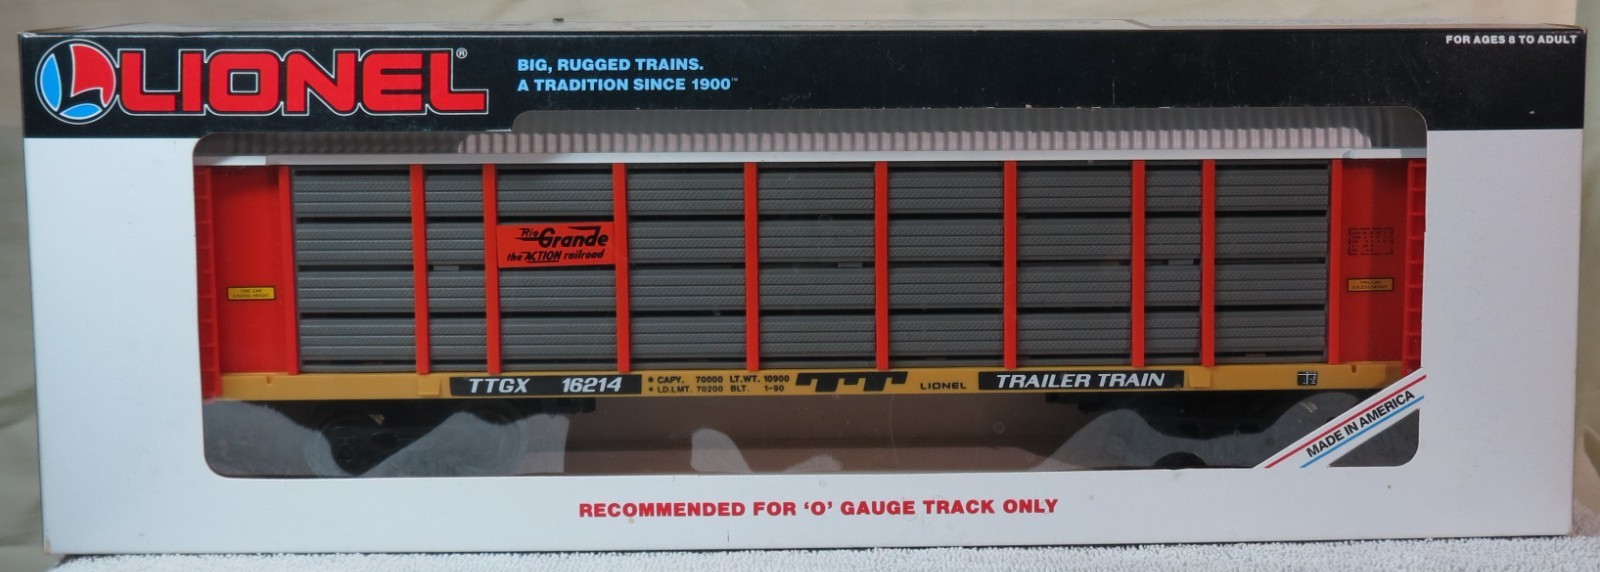 LIONEL®
BIG, RUGGED TRAINS.
A TRADITION SINCE 1900™
FOR AGES 8 TO ADULT
Rio Grande
the ACTION railroad
TTGX 16214
CAPY. 70000 LT. WT. 10900
LD. LMT. 70200 BLT. 1-90
TT
LIONEL
TRAILER TRAIN
MADE IN AMERICA
RECOMMENDED FOR ‘O’ GAUGE TRACK ONLY